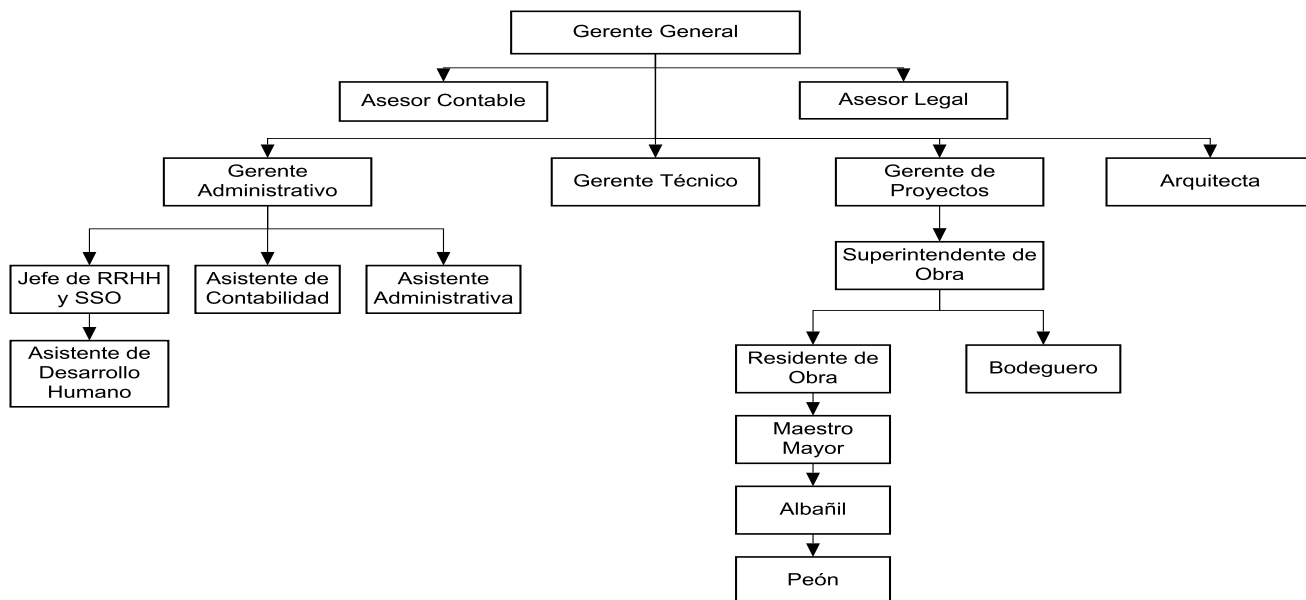 Gerente General
Asesor Contable
Asesor Legal
Gerente
Administrativo
Gerente Técnico
Gerente de
Proyectos
Arquitecta
Superintendente de
Obra
Jefe de RRHH
y SSO
Asistente de
Contabilidad
Asistente
Administrativa
Asistente de
Desarrollo
Humano
Residente de
Obra
Bodeguero
Maestro
Mayor
Albañil
Peón